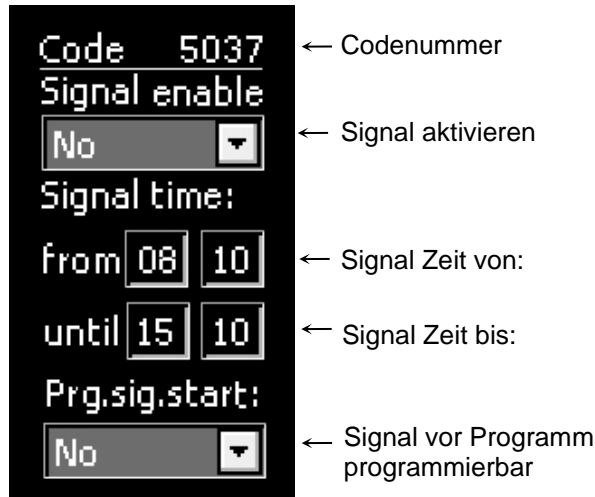 Code 5037 ← Codenummer
Signal enable
No ← Signal aktivieren
Signal time:
from 08 10 ← Signal Zeit von:
until 15 10 ← Signal Zeit bis:
Prg.sig.start:
No ← Signal vor Programm
programmierbar